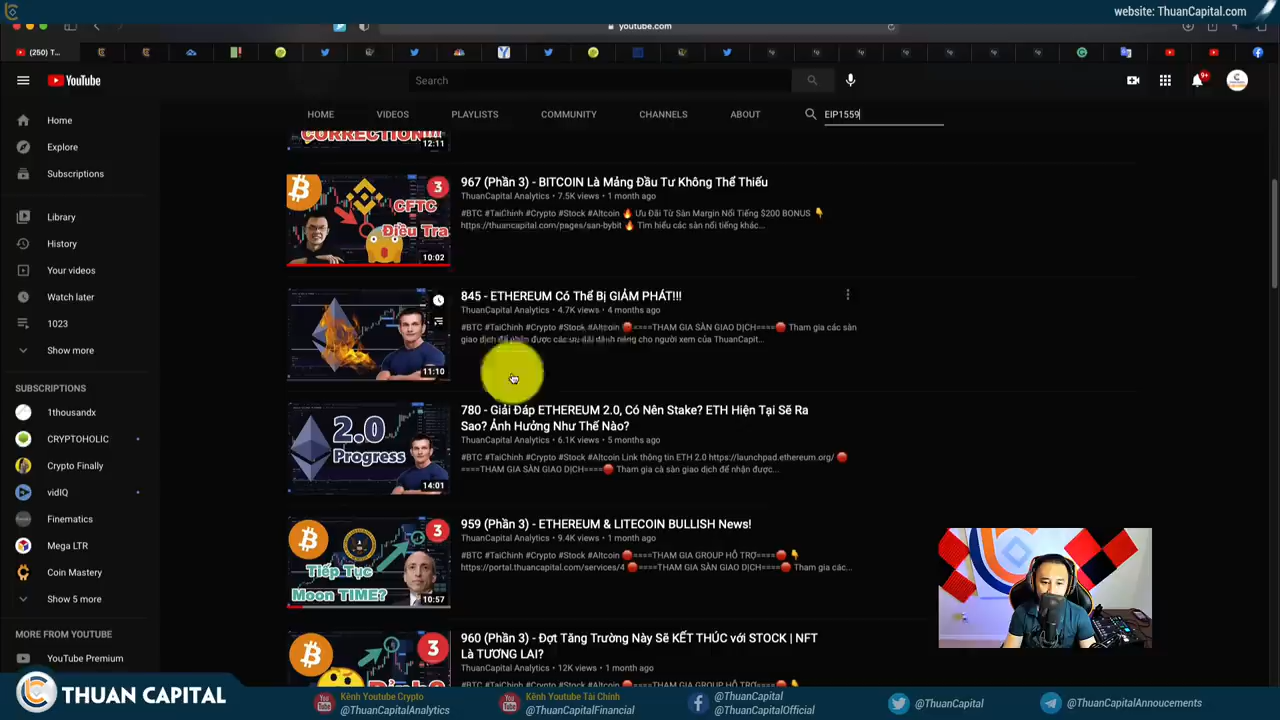 website: ThuanCapital.com
youtube.com
(250) T...
YouTube
Search
9+
HOME
VIDEOS
PLAYLISTS
COMMUNITY
CHANNELS
ABOUT
EIP1559
Home
Explore
Subscriptions
Library
History
Your videos
Watch later
1023
Show more
SUBSCRIPTIONS
1thousandx
CRYPTOHOLIC
Crypto Finally
vidIQ
Finematics
Mega LTR
Coin Mastery
Show 5 more
MORE FROM YOUTUBE
YouTube Premium
CORRECTION
12:11
3
CFTC
Điều Tra
10:02
967 (Phần 3) - BITCOIN Là Mảng Đầu Tư Không Thể Thiếu
ThuanCapital Analytics • 7.5K views • 1 month ago
#BTC #TaiChinh #Crypto #Stock #Altcoin 🔥 Ưu Đãi Từ Sàn Margin Nổi Tiếng $200 BONUS 👇
https://thuancapital.com/pages/san-bybit 🔥 Tìm hiểu các sàn nổi tiếng khác...
11:10
845 - ETHEREUM Có Thể Bị GIẢM PHÁT!!!
ThuanCapital Analytics • 4.7K views • 4 months ago
#BTC #TaiChinh #Crypto #Stock #Altcoin 🔴====THAM GIA SÀN GIAO DỊCH====🔴 Tham gia các sàn
giao dịch để nhận được các ưu đãi dành riêng cho người xem của ThuanCapit...
2.0
Progress
14:01
780 - Giải Đáp ETHEREUM 2.0, Có Nên Stake? ETH Hiện Tại Sẽ Ra
Sao? Ảnh Hưởng Như Thế Nào?
ThuanCapital Analytics • 6.1K views • 5 months ago
#BTC #TaiChinh #Crypto #Stock #Altcoin Link thông tin ETH 2.0 https://launchpad.ethereum.org/ 🔴
====THAM GIA SÀN GIAO DỊCH====🔴 Tham gia cà sàn giao dịch để nhận được...
3
Tiếp Tục
Moon TIME?
10:57
959 (Phần 3) - ETHEREUM & LITECOIN BULLISH News!
ThuanCapital Analytics • 9.4K views • 1 month ago
#BTC #TaiChinh #Crypto #Stock #Altcoin 🔴====THAM GIA GROUP HỖ TRỢ====🔴 👇
https://portal.thuancapital.com/services/4 🔴====THAM GIA SÀN GIAO DỊCH====🔴 Tham gia các...
3
960 (Phần 3) - Đợt Tăng Trưởng Này Sẽ KẾT THÚC với STOCK | NFT
Là TƯƠNG LAI?
ThuanCapital Analytics • 12K views • 1 month ago
THUAN CAPITAL
Kênh Youtube Crypto
@ThuanCapitalAnalytics
Kênh Youtube Tài Chính
@ThuanCapitalFinancial
@ThuanCapital
@ThuanCapitalOfficial
@ThuanCapital
@ThuanCapitalAnnoucements